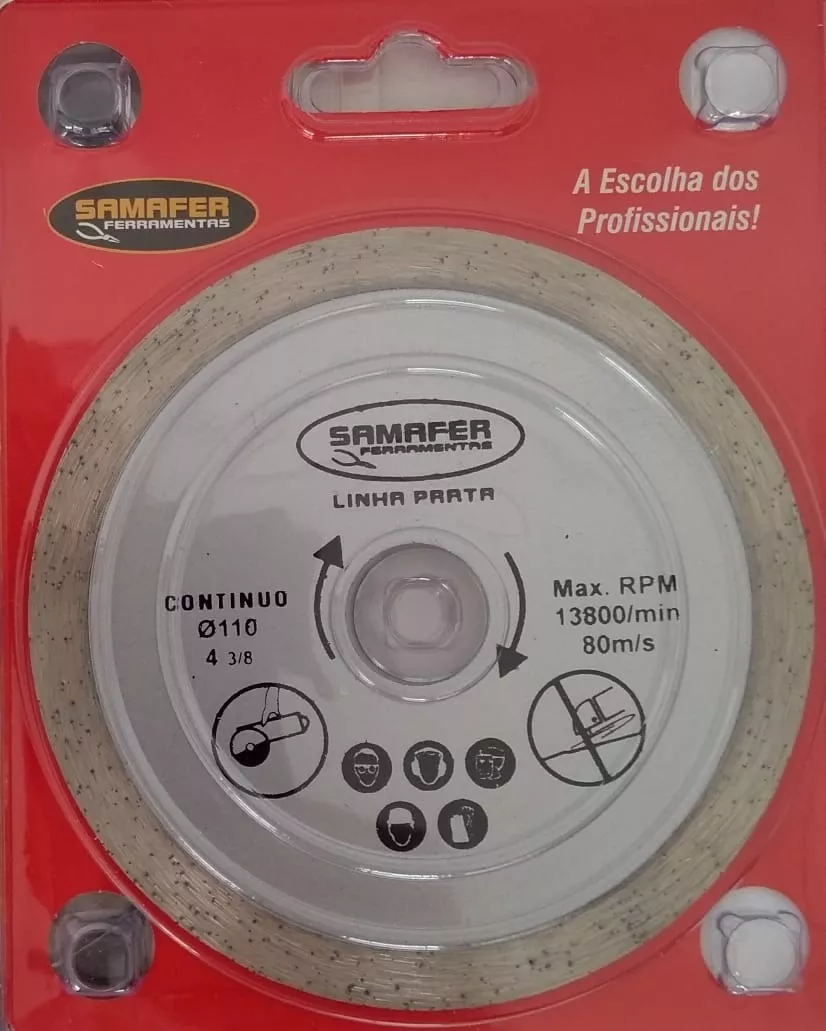 A Escolha dos
Profissionais!
SAMAFER
FERRAMENTAS
SAMAFER
FERRAMENTAS
LINHA PRATA
CONTINUO
Ø110
4 3/8
Max. RPM
13800/min
80m/s